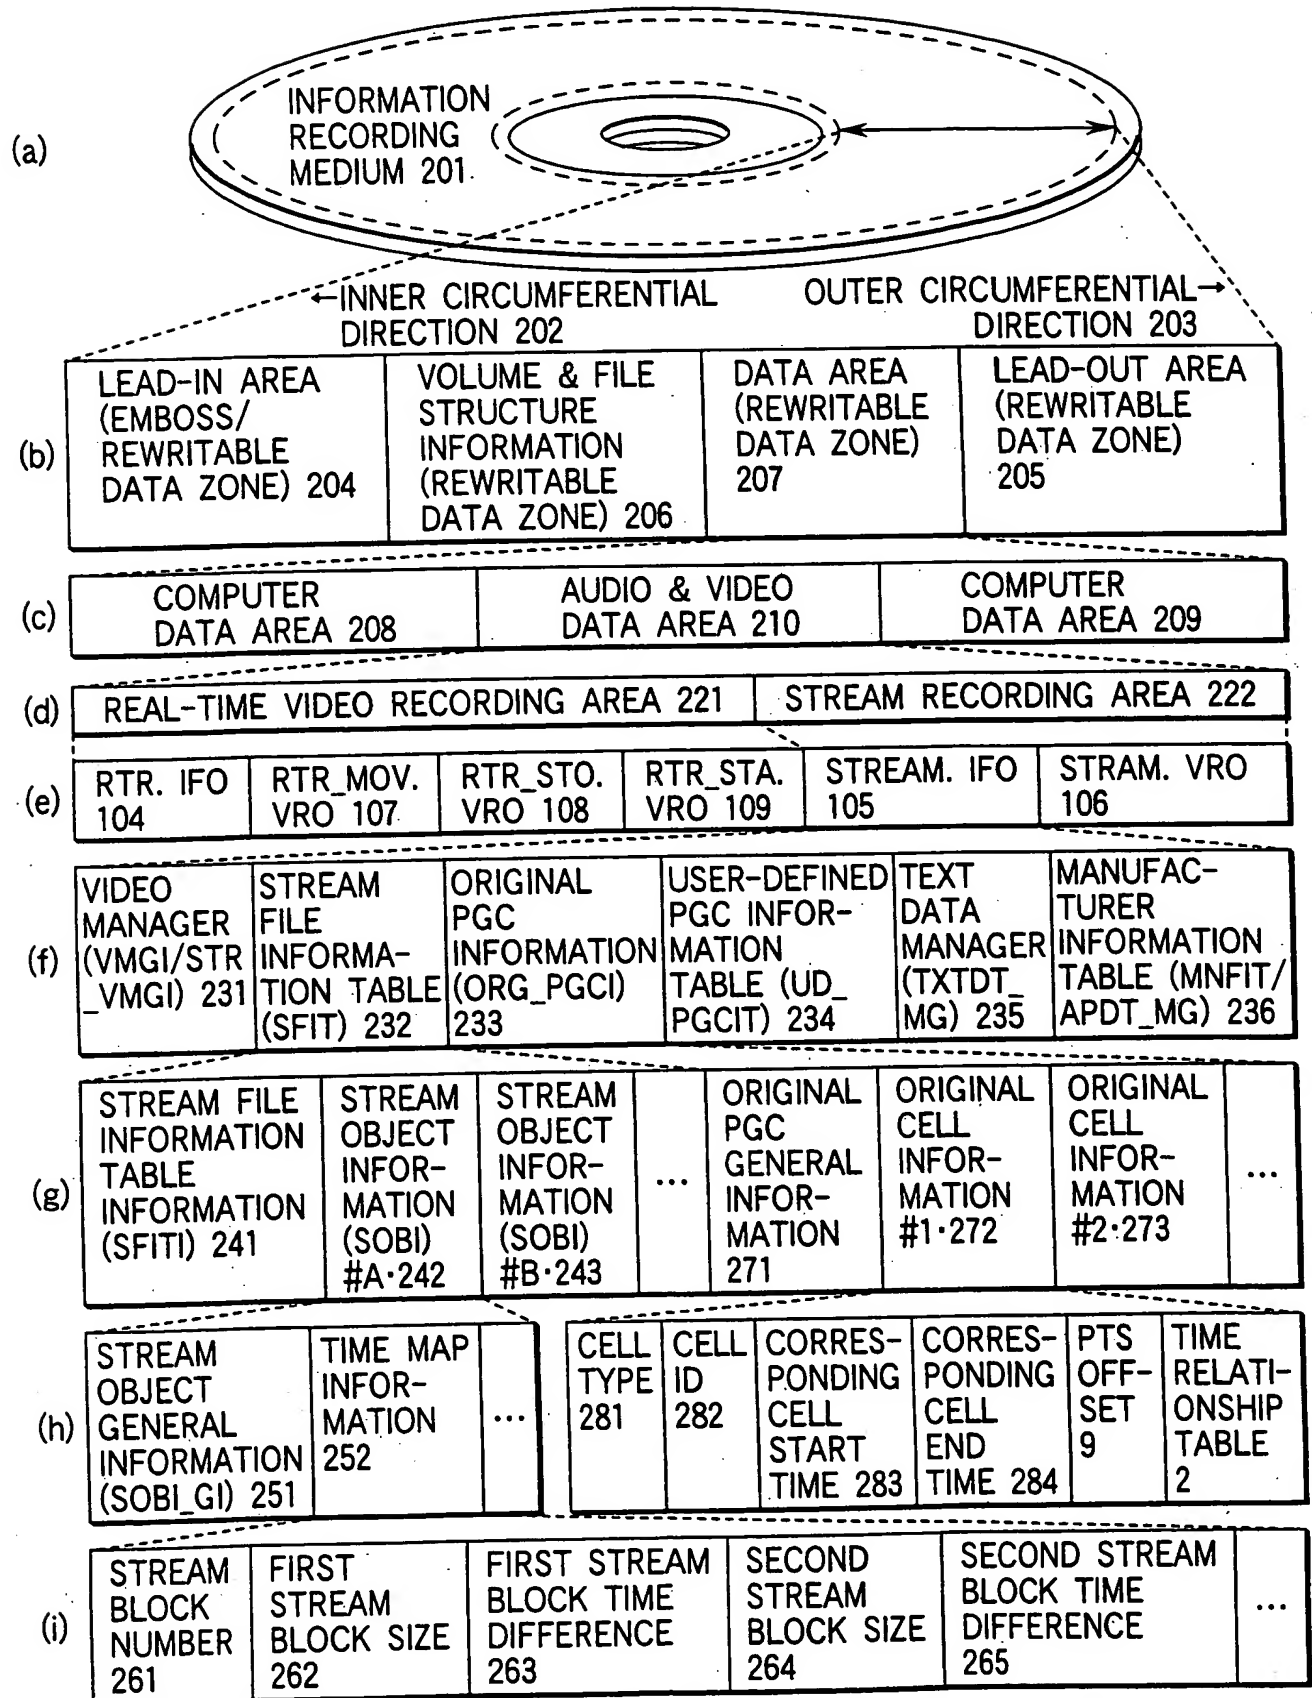 (a)
INFORMATION
RECORDING
MEDIUM 201
←INNER CIRCUMFERENTIAL
DIRECTION 202
OUTER CIRCUMFERENTIAL→
DIRECTION 203
(b)
LEAD-IN AREA
(EMBOSS/
REWRITABLE
DATA ZONE) 204
VOLUME & FILE
STRUCTURE
INFORMATION
(REWRITABLE
DATA ZONE) 206
DATA AREA
(REWRITABLE
DATA ZONE)
207
LEAD-OUT AREA
(REWRITABLE
DATA ZONE)
205
(c)
COMPUTER
DATA AREA 208
AUDIO & VIDEO
DATA AREA 210
COMPUTER
DATA AREA 209
(d)
REAL-TIME VIDEO RECORDING AREA 221
STREAM RECORDING AREA 222
(e)
RTR. IFO
104
RTR_MOV.
VRO 107
RTR_STO.
VRO 108
RTR_STA.
VRO 109
STREAM. IFO
105
STRAM. VRO
106
(f)
VIDEO
MANAGER
(VMGI/STR
_VMGI) 231
STREAM
FILE
INFORMA-
TION TABLE
(SFIT) 232
ORIGINAL
PGC
INFORMATION
(ORG_PGCI)
233
USER-DEFINED
PGC INFOR-
MATION
TABLE (UD_
PGCIT) 234
TEXT
DATA
MANAGER
(TXTDT_
MG) 235
MANUFAC-
TURER
INFORMATION
TABLE (MNFIT/
APDT_MG) 236
(g)
STREAM FILE
INFORMATION
TABLE
INFORMATION
(SFITI) 241
STREAM
OBJECT
INFOR-
MATION
(SOBI)
#A·242
STREAM
OBJECT
INFOR-
MATION
(SOBI)
#B·243
...
ORIGINAL
PGC
GENERAL
INFOR-
MATION
271
ORIGINAL
CELL
INFOR-
MATION
#1·272
ORIGINAL
CELL
INFOR-
MATION
#2·273
...
(h)
STREAM
OBJECT
GENERAL
INFORMATION
(SOBI_GI) 251
TIME MAP
INFOR-
MATION
252
...
CELL
TYPE
281
CELL
ID
282
CORRES-
PONDING
CELL
START
TIME 283
CORRES-
PONDING
CELL
END
TIME 284
PTS
OFF-
SET
9
TIME
RELATI-
ONSHIP
TABLE
2
(i)
STREAM
BLOCK
NUMBER
261
FIRST
STREAM
BLOCK SIZE
262
FIRST STREAM
BLOCK TIME
DIFFERENCE
263
SECOND
STREAM
BLOCK SIZE
264
SECOND STREAM
BLOCK TIME
DIFFERENCE
265
...